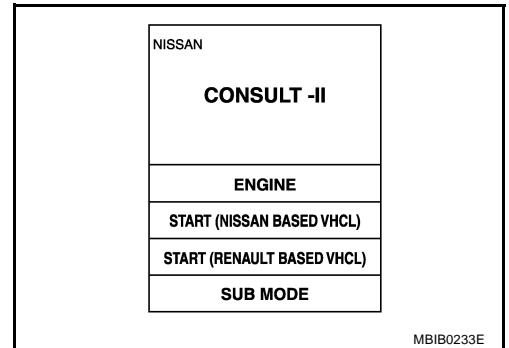 NISSAN
CONSULT -II
ENGINE
START (NISSAN BASED VHCL)
START (RENAULT BASED VHCL)
SUB MODE
MBIB0233E